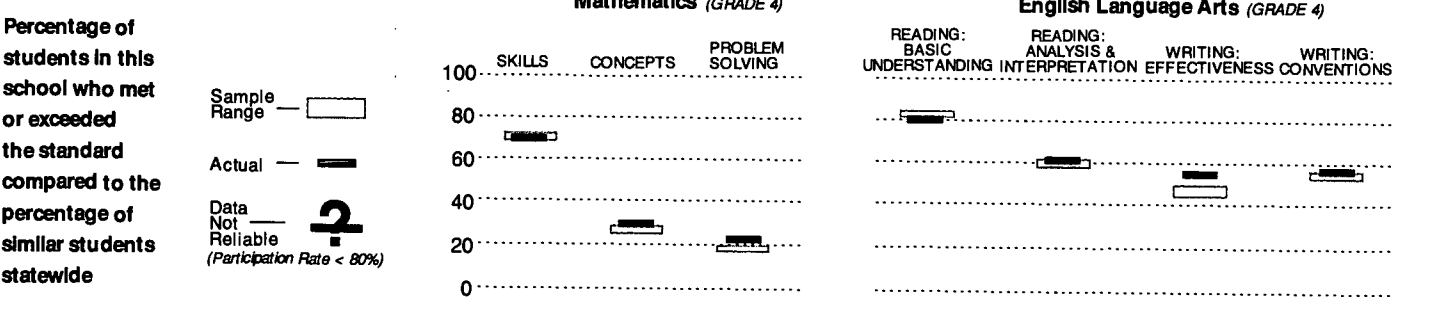 Mathematics (GRADE 4)
English Language Arts (GRADE 4)
Percentage of
students in this
school who met
or exceeded
the standard
compared to the
percentage of
similar students
statewide
Sample
Range
Actual
Data
Not
Reliable
(Participation Rate < 80%)
SKILLS
CONCEPTS
PROBLEM
SOLVING
READING:
BASIC
UNDERSTANDING
READING:
ANALYSIS &
INTERPRETATION
WRITING:
EFFECTIVENESS
WRITING:
CONVENTIONS
100
80
60
40
20
0